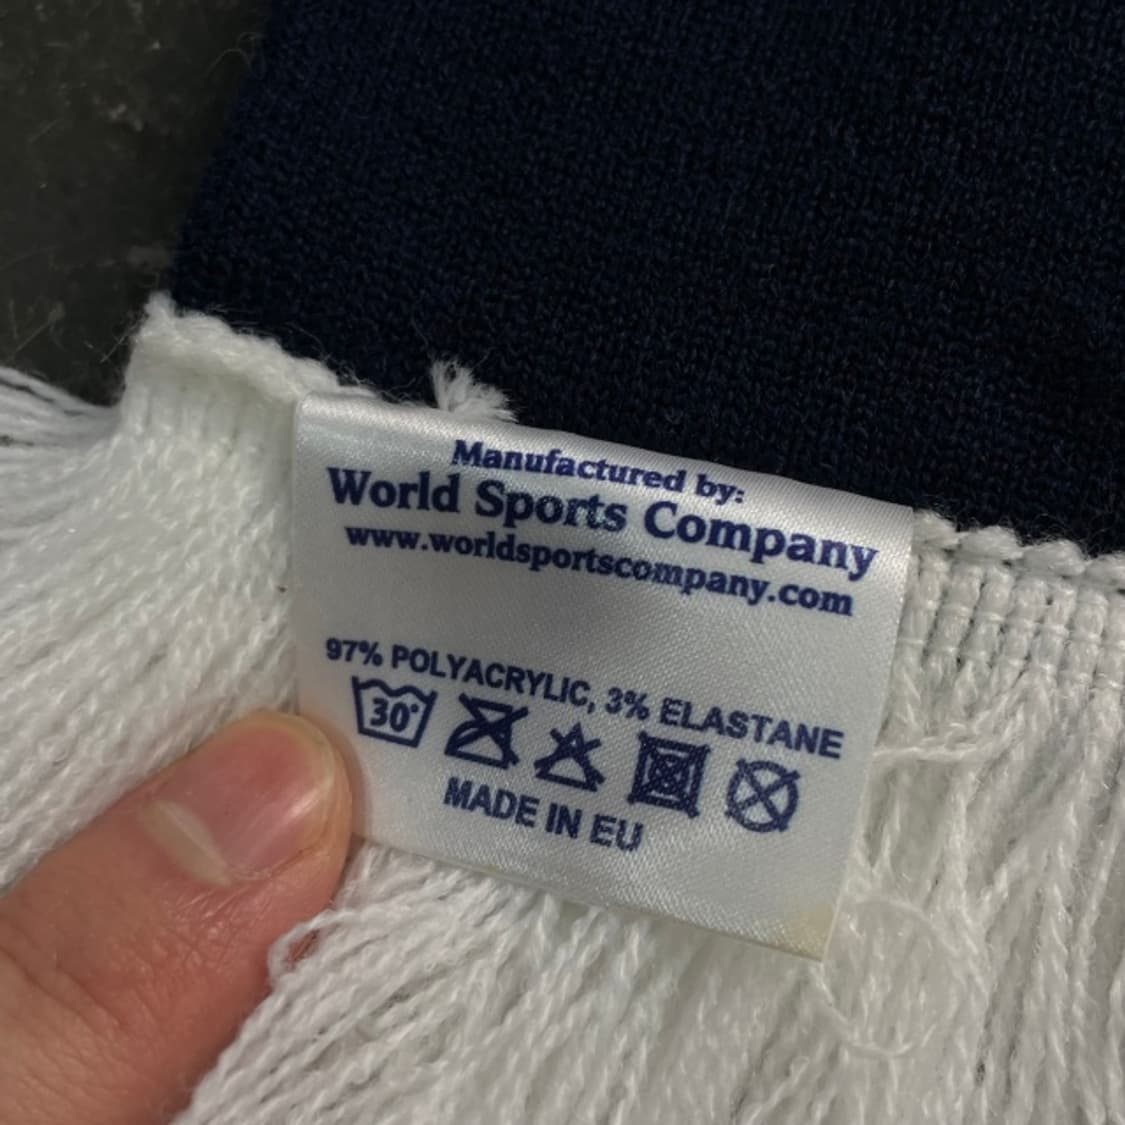 Manufactured by:
World Sports Company
www.worldsportscompany.com
97% POLYACRYLIC, 3% ELASTANE
30°
MADE IN EU